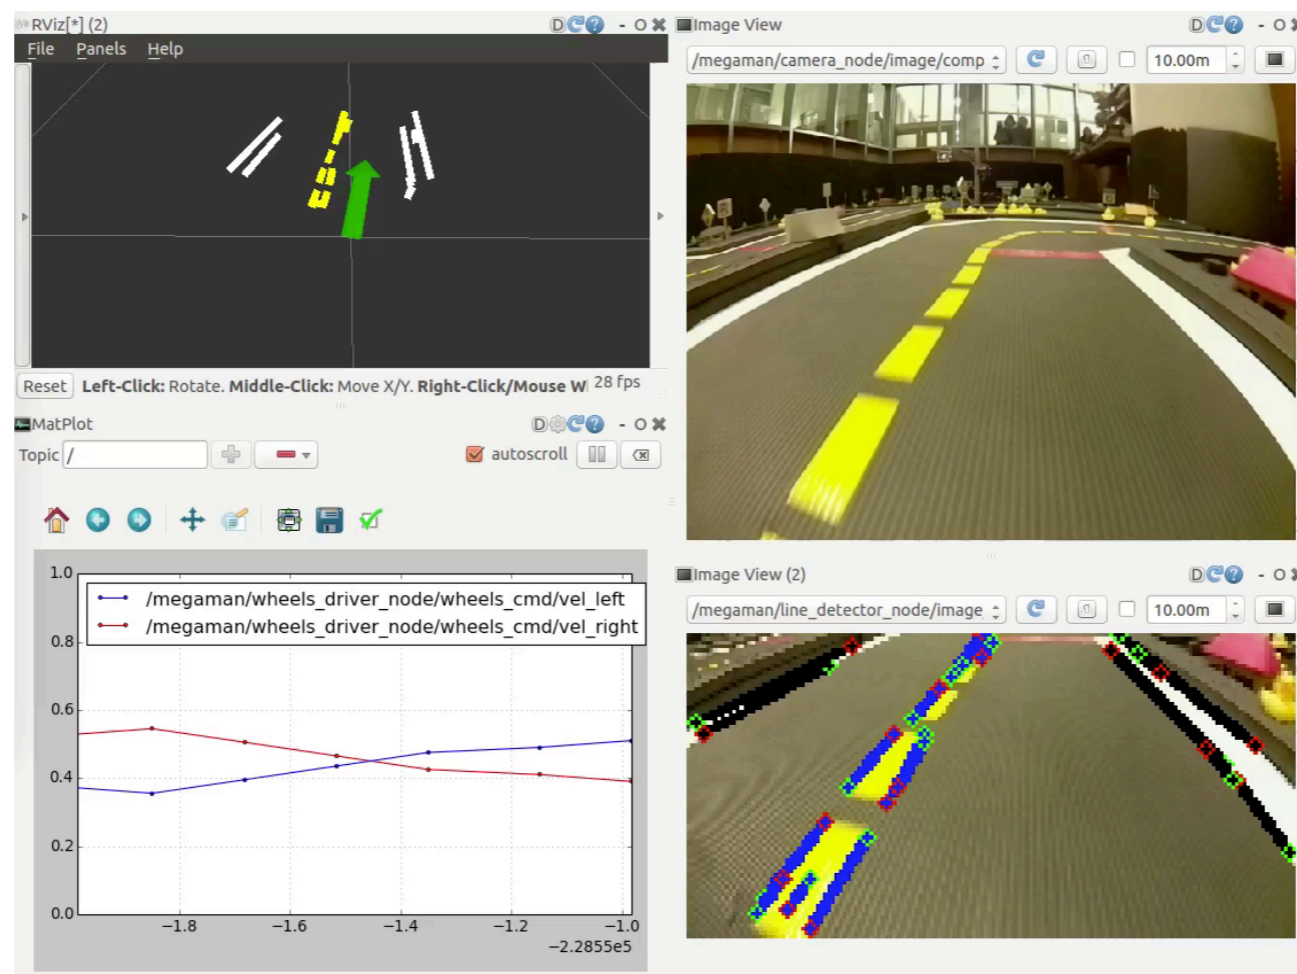 RViz[*] (2)
D - O ✖
File Panels Help
Reset Left-Click: Rotate. Middle-Click: Move X/Y. Right-Click/Mouse W 28 fps
MatPlot
D - O ✖
Topic / autoscroll
1.0
0.8
0.6
0.4
0.2
0.0
/megaman/wheels_driver_node/wheels_cmd/vel_left
/megaman/wheels_driver_node/wheels_cmd/vel_right
−1.8 −1.6 −1.4 −1.2 −1.0
−2.2855e5
Image View
D - O
/megaman/camera_node/image/comp 10.00m
Image View (2)
D - O
/megaman/line_detector_node/image 10.00m